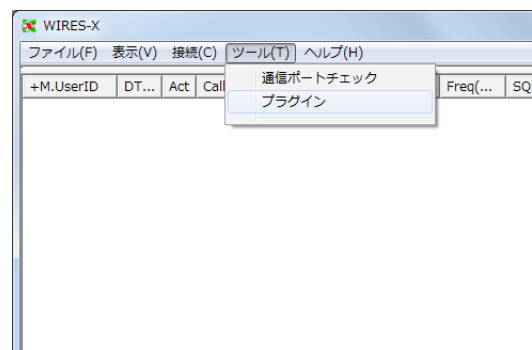 WIRES-X
ファイル(F) 表示(V) 接続(C) ツール(T) ヘルプ(H)
通信ポートチェック
+M.UserID DT... Act Call Freq(... SQ
プラグイン